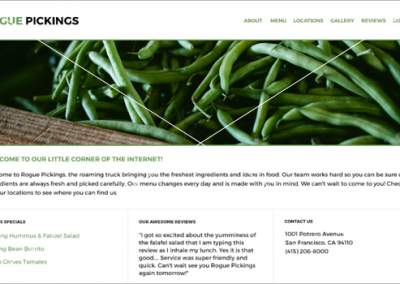 GUE PICKINGS
ABOUT MENU LOCATIONS GALLERY REVIEWS
COME TO OUR LITTLE CORNER OF THE INTERNET!
ome to Rogue Pickings, the roaming truck bringing you the freshest ingredients and ideas in food. Our team works hard so you can be sure
dients are always fresh and picked carefully. Our menu changes every day and is made with you in mind. We can't wait to come to you! Chec
ur locations to see where you can find us.
S SPECIALS
ng Hummus & Falafel Salad
ng Bean Burrito
Tamales
OUR AWESOME REVIEWS
"I got so excited about the yumminess
of the falafel salad that I am typing this
review as I inhale my lunch. Yes it is that
good... Service was super friendly and
quick. Can't wait see you Rogue Pickings
again tomorrow!"
CONTACT US
1001 Potrero Avenue
San Francisco, CA 94110
(415) 206-8000